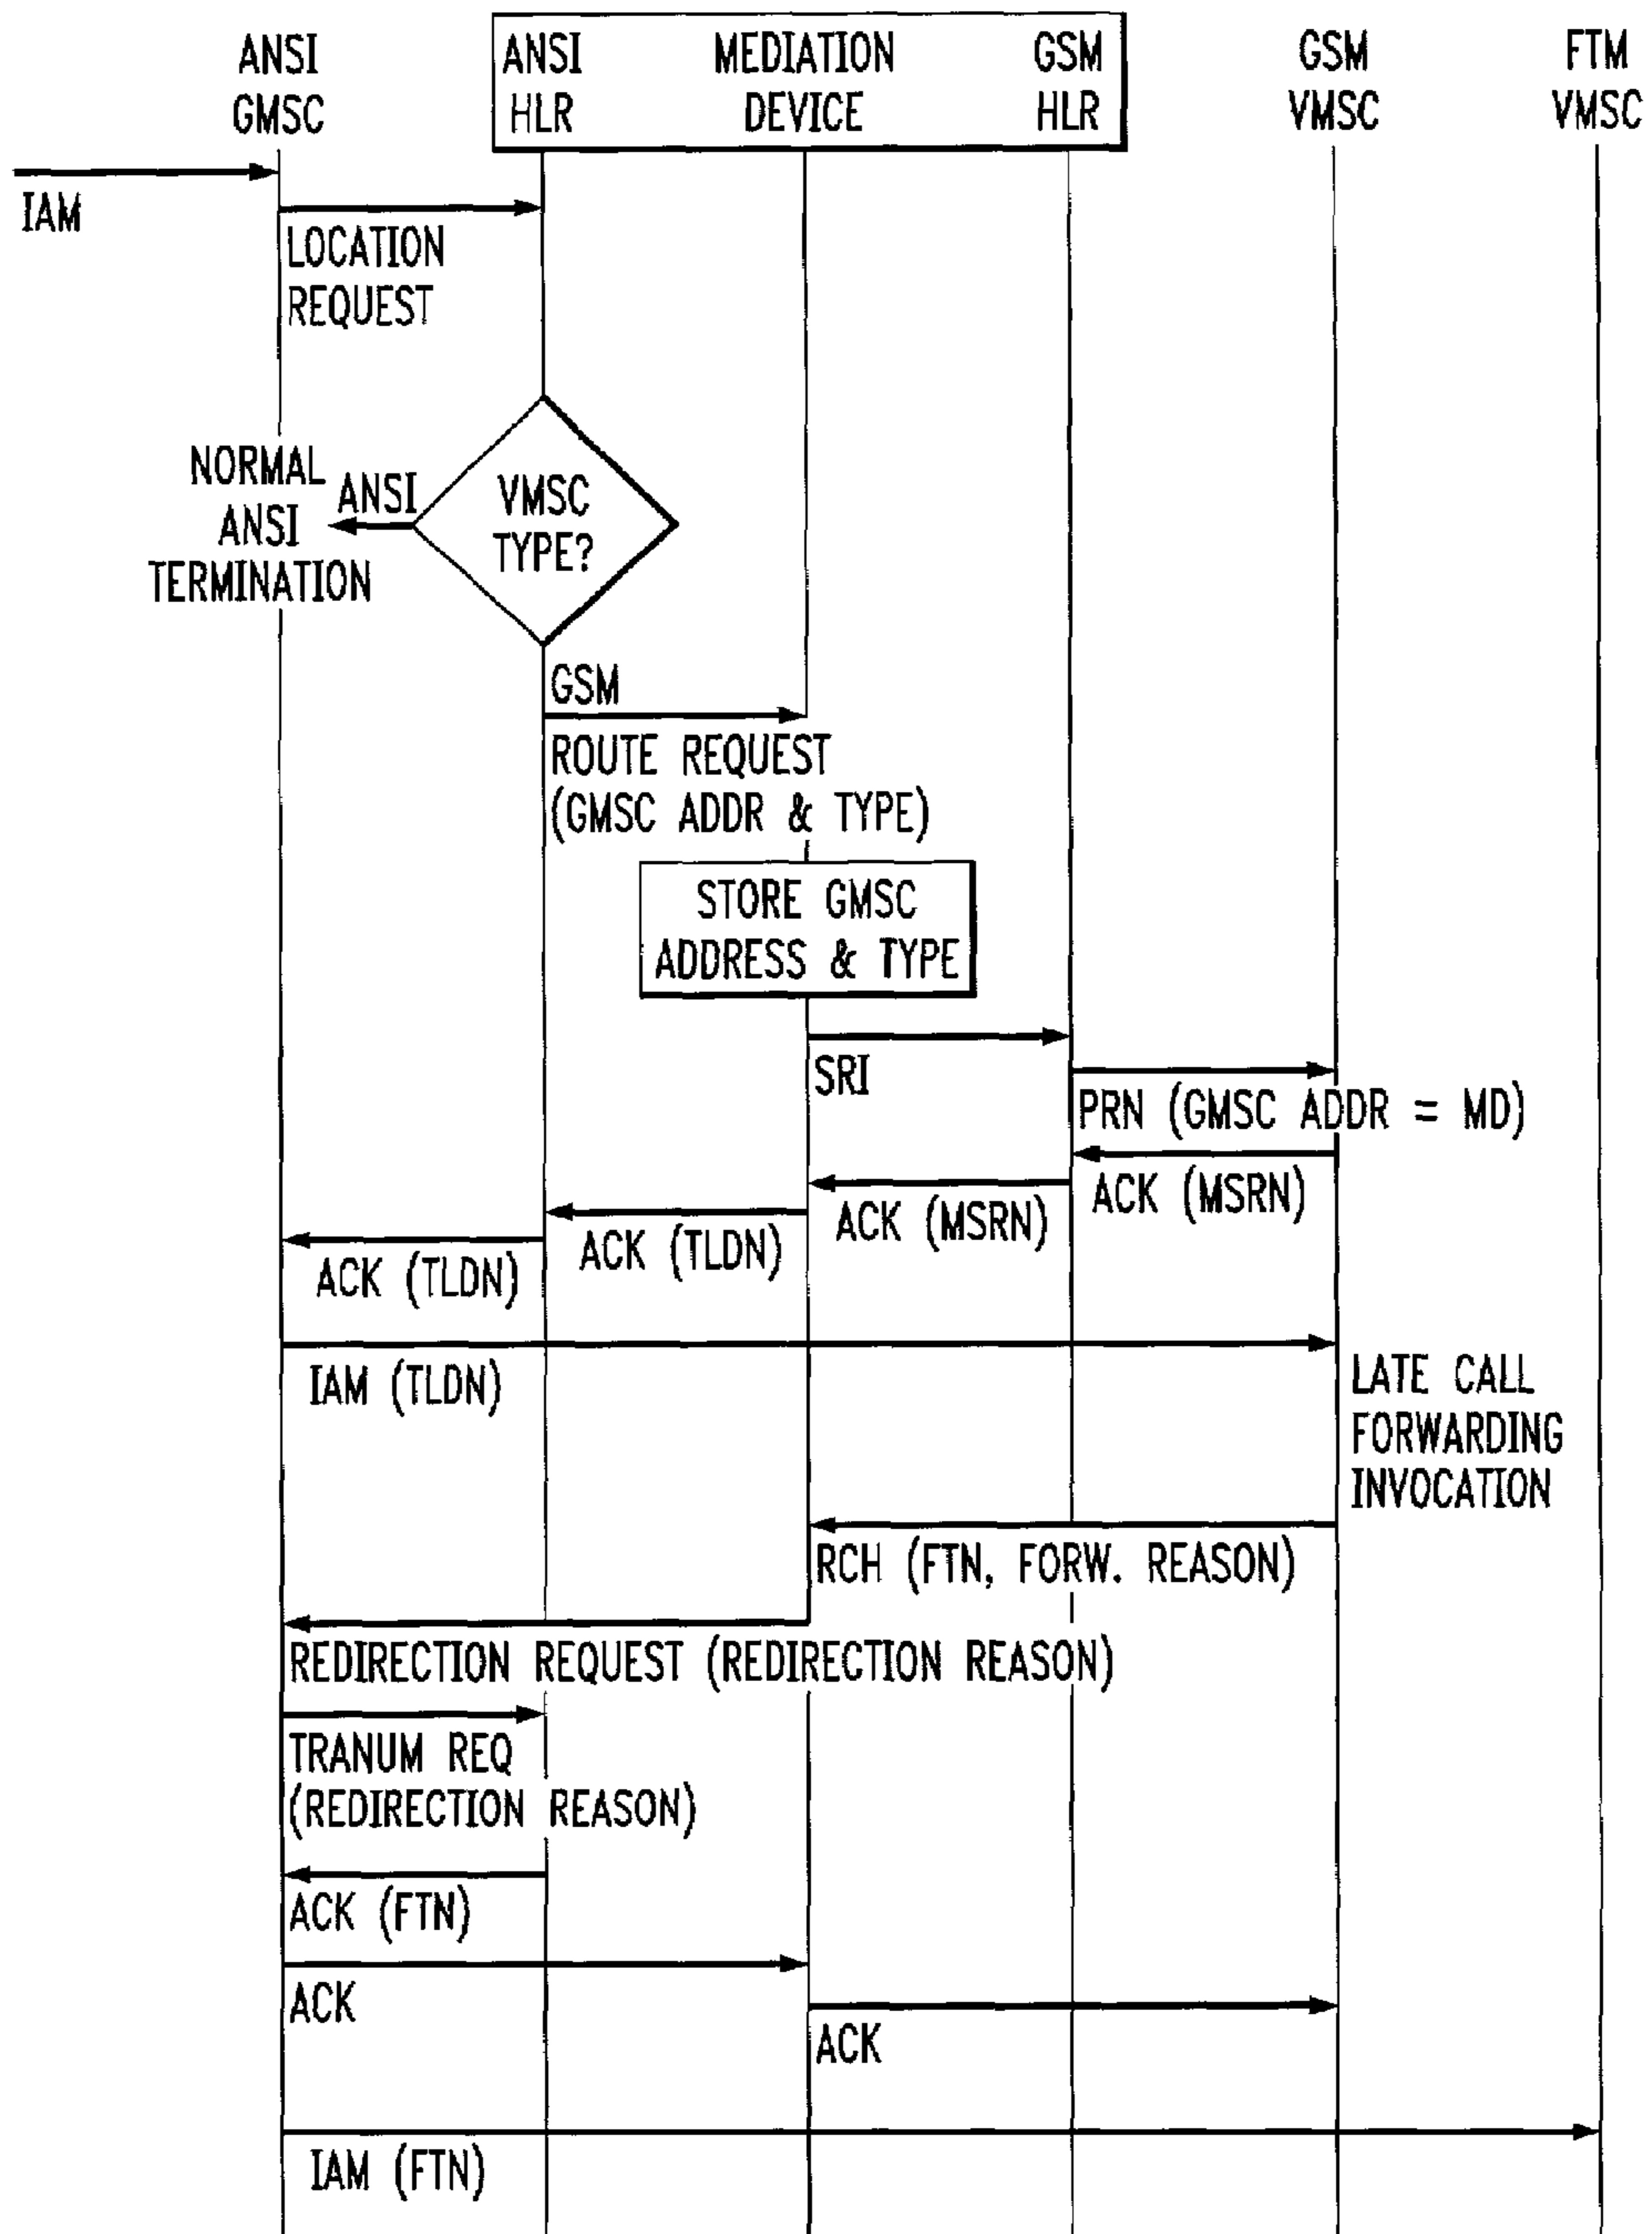 ANSI
GMSC
ANSI
HLR
MEDIATION
DEVICE
GSM
HLR
GSM
VMSC
FTM
VMSC
IAM
LOCATION
REQUEST
NORMAL
ANSI
TERMINATION
ANSI
VMSC
TYPE?
GSM
ROUTE REQUEST
(GMSC ADDR & TYPE)
STORE GMSC
ADDRESS & TYPE
SRI
PRN (GMSC ADDR = MD)
ACK (MSRN)
ACK (MSRN)
ACK (TLDN)
ACK (TLDN)
IAM (TLDN)
LATE CALL
FORWARDING
INVOCATION
RCH (FTN, FORW. REASON)
REDIRECTION REQUEST (REDIRECTION REASON)
TRANUM REQ
(REDIRECTION REASON)
ACK (FTN)
ACK
ACK
IAM (FTN)